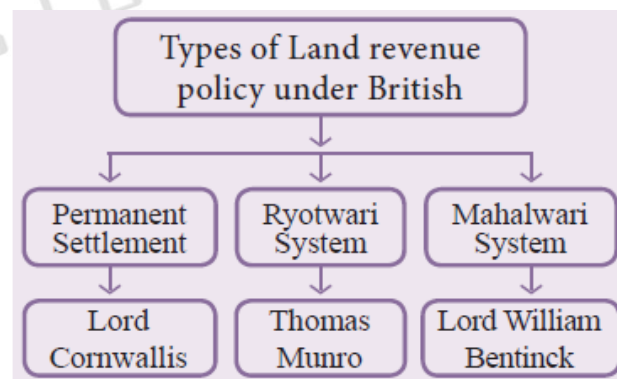 Types of Land revenue
policy under British
Permanent
Settlement
Ryotwari
System
Mahalwari
System
Lord
Cornwallis
Thomas
Munro
Lord William
Bentinck